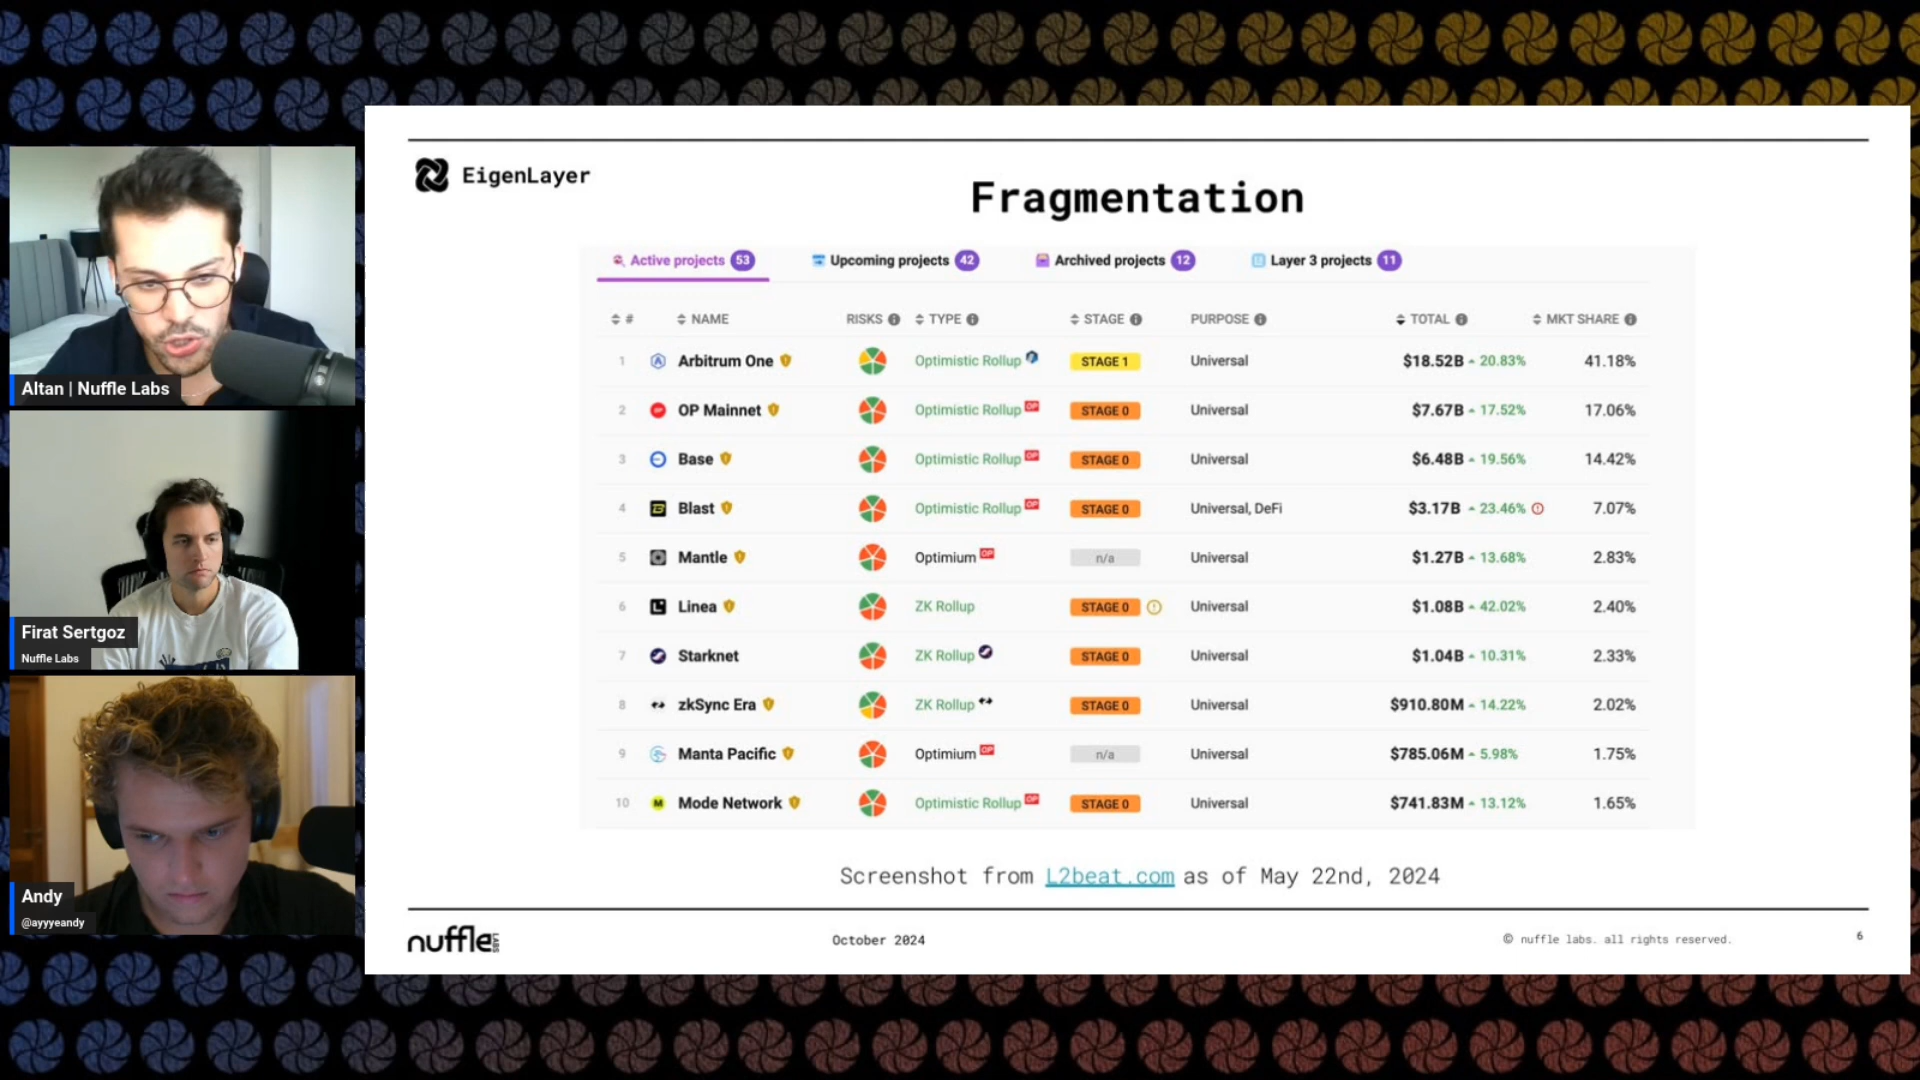 EigenLayer
Fragmentation
Active projects 53 Upcoming projects 42 Archived projects 12 Layer 3 projects 11
# NAME RISKS TYPE STAGE PURPOSE TOTAL MKT SHARE
1 Arbitrum One Optimistic Rollup STAGE 1 Universal $18.52B 20.83% 41.18%
2 OP Mainnet Optimistic Rollup OP STAGE 0 Universal $7.67B 17.52% 17.06%
3 Base Optimistic Rollup OP STAGE 0 Universal $6.48B 19.56% 14.42%
4 Blast Optimistic Rollup OP STAGE 0 Universal, DeFi $3.17B 23.46% 7.07%
5 Mantle Optimium OP n/a Universal $1.27B 13.68% 2.83%
6 Linea ZK Rollup STAGE 0 Universal $1.08B 42.02% 2.40%
7 Starknet ZK Rollup STAGE 0 Universal $1.04B 10.31% 2.33%
8 zkSync Era ZK Rollup STAGE 0 Universal $910.80M 14.22% 2.02%
9 Manta Pacific Optimium OP n/a Universal $785.06M 5.98% 1.75%
10 Mode Network Optimistic Rollup OP STAGE 0 Universal $741.83M 13.12% 1.65%
Screenshot from L2beat.com as of May 22nd, 2024
nuffle LABS October 2024 © nuffle labs. all rights reserved. 6
Altan | Nuffle Labs
Firat Sertgoz
Nuffle Labs
Andy
@ayyyeandy